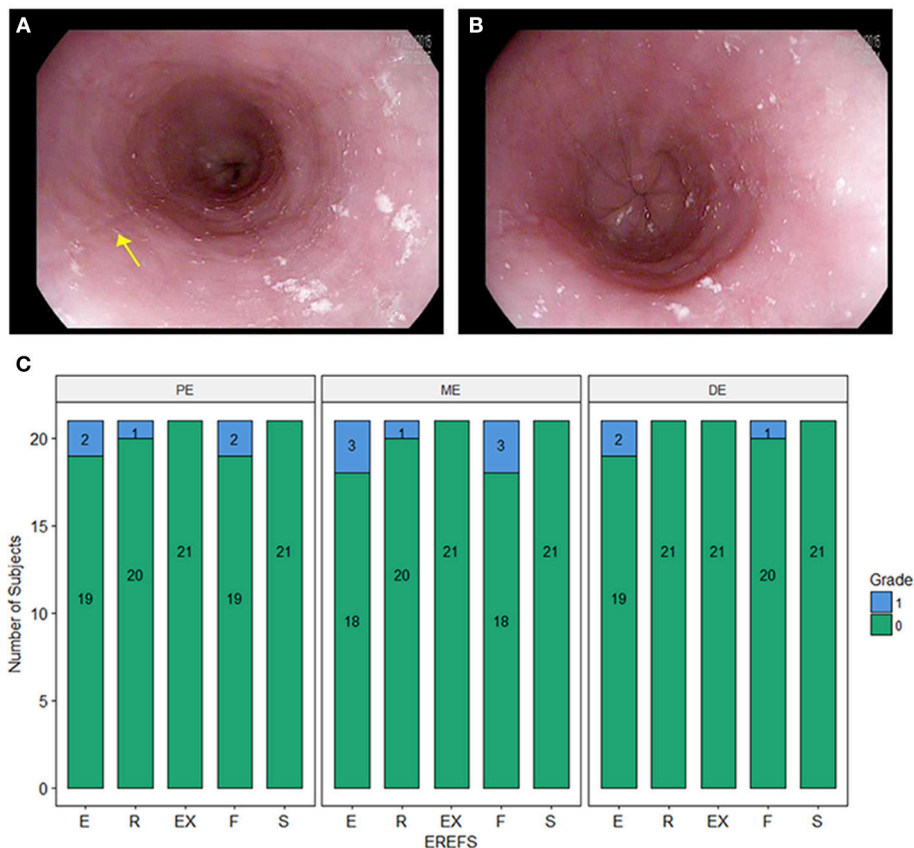 A
B
2015
2015
C
PE ME DE
2 1 2
19 20 21 19 21
3 1 3
18 20 21 18 21
2 1
19 21 21 20 21
20
15
10
5
0
Number of Subjects
E R EX F S E R EX F S E R EX F S
EREFS
Grade
1
0